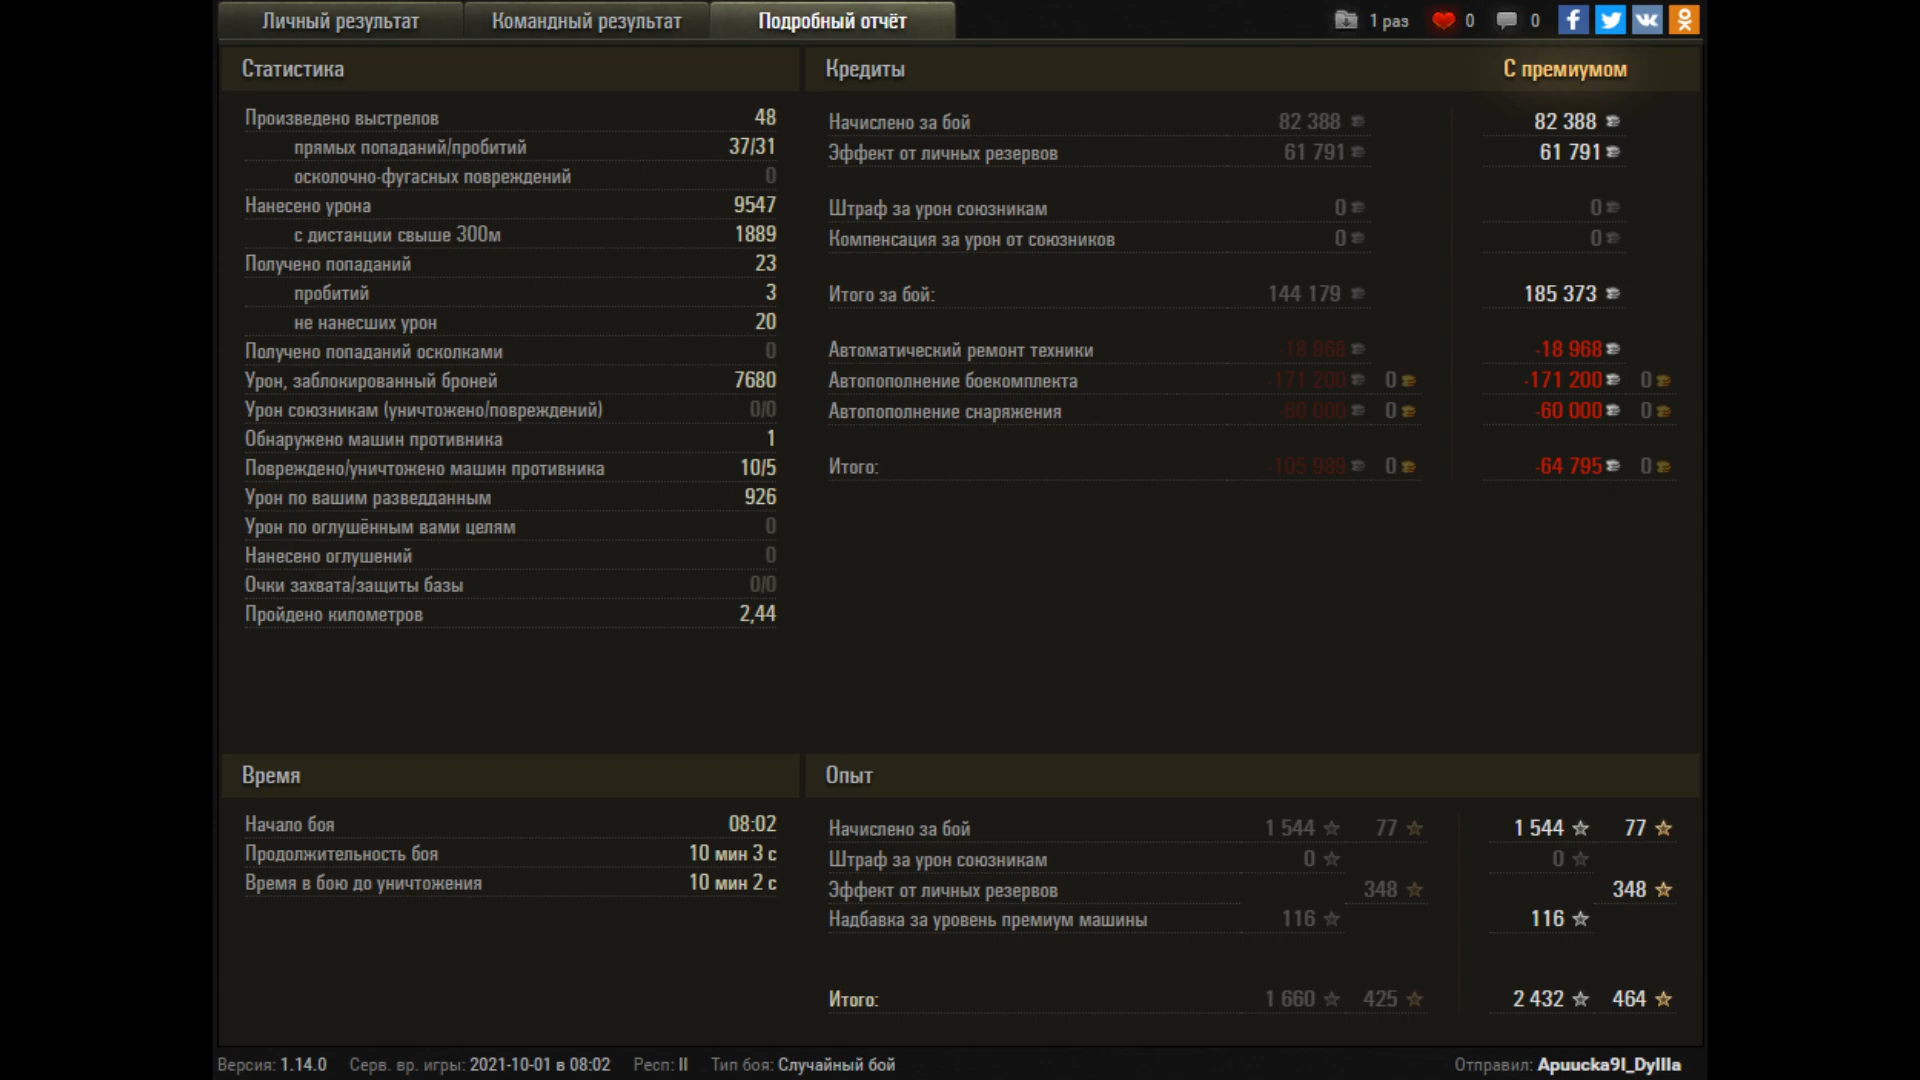 Личный результат Командный результат Подробный отчёт 1 раз 0 0
Статистика
Произведено выстрелов 48
прямых попаданий/пробитий 37/31
осколочно-фугасных повреждений 0
Нанесено урона 9547
с дистанции свыше 300м 1889
Получено попаданий 23
пробитий 3
не нанесших урон 20
Получено попаданий осколками 0
Урон, заблокированный броней 7680
Урон союзникам (уничтожено/повреждений) 0/0
Обнаружено машин противника 1
Повреждено/уничтожено машин противника 10/5
Урон по вашим разведданным 926
Урон по оглушённым вами целям 0
Нанесено оглушений 0
Очки захвата/защиты базы 0/0
Пройдено километров 2,44
Кредиты С премиумом
Начислено за бой 82 388 82 388
Эффект от личных резервов 61 791 61 791
Штраф за урон союзникам 0 0
Компенсация за урон от союзников 0 0
Итого за бой: 144 179 185 373
Автоматический ремонт техники -18 968 -18 968
Автопополнение боекомплекта -171 200 0 -171 200 0
Автопополнение снаряжения -60 000 0 -60 000 0
Итого: -105 989 0 -64 795 0
Время
Начало боя 08:02
Продолжительность боя 10 мин 3 с
Время в бою до уничтожения 10 мин 2 с
Опыт
Начислено за бой 1 544 77 1 544 77
Штраф за урон союзникам 0 0
Эффект от личных резервов 348 348
Надбавка за уровень премиум машины 116 116
Итого: 1 660 425 2 432 464
Версия: 1.14.0 Серв. вр. игры: 2021-10-01 в 08:02 Респ: II Тип боя: Случайный бой Отправил: Apuucka9I_DyIIIa